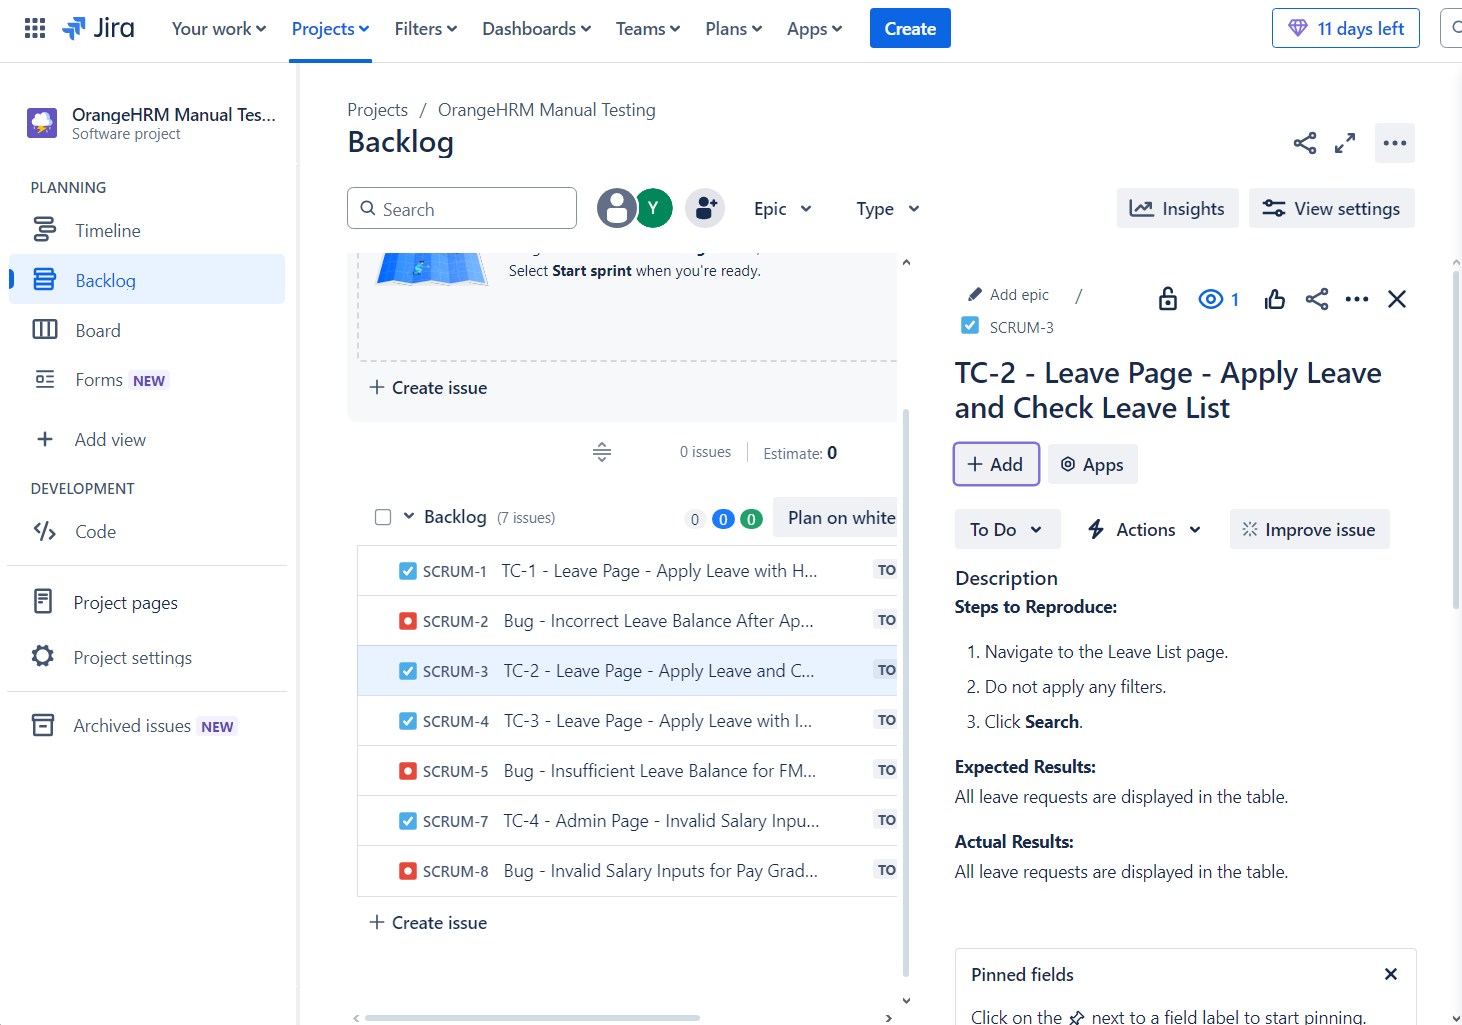 Jira
Your work
Projects
Filters
Dashboards
Teams
Plans
Apps
Create
11 days left
OrangeHRM Manual Tes...
Software project
PLANNING
Timeline
Backlog
Board
Forms NEW
Add view
DEVELOPMENT
Code
Project pages
Project settings
Archived issues NEW
Projects / OrangeHRM Manual Testing
Backlog
Search
Y
Epic
Type
Insights
View settings
Select Start sprint when you're ready.
+ Create issue
0 issues
Estimate: 0
Backlog (7 issues)
0 0 0
Plan on white
SCRUM-1 TC-1 - Leave Page - Apply Leave with H... TO
SCRUM-2 Bug - Incorrect Leave Balance After Ap... TO
SCRUM-3 TC-2 - Leave Page - Apply Leave and C... TO
SCRUM-4 TC-3 - Leave Page - Apply Leave with I... TO
SCRUM-5 Bug - Insufficient Leave Balance for FM... TO
SCRUM-7 TC-4 - Admin Page - Invalid Salary Inpu... TO
SCRUM-8 Bug - Invalid Salary Inputs for Pay Grad... TO
+ Create issue
Add epic /
SCRUM-3
1
TC-2 - Leave Page - Apply Leave
and Check Leave List
+ Add
Apps
To Do
Actions
Improve issue
Description
Steps to Reproduce:
1. Navigate to the Leave List page.
2. Do not apply any filters.
3. Click Search.
Expected Results:
All leave requests are displayed in the table.
Actual Results:
All leave requests are displayed in the table.
Pinned fields
Click on the next to a field label to start pinning.